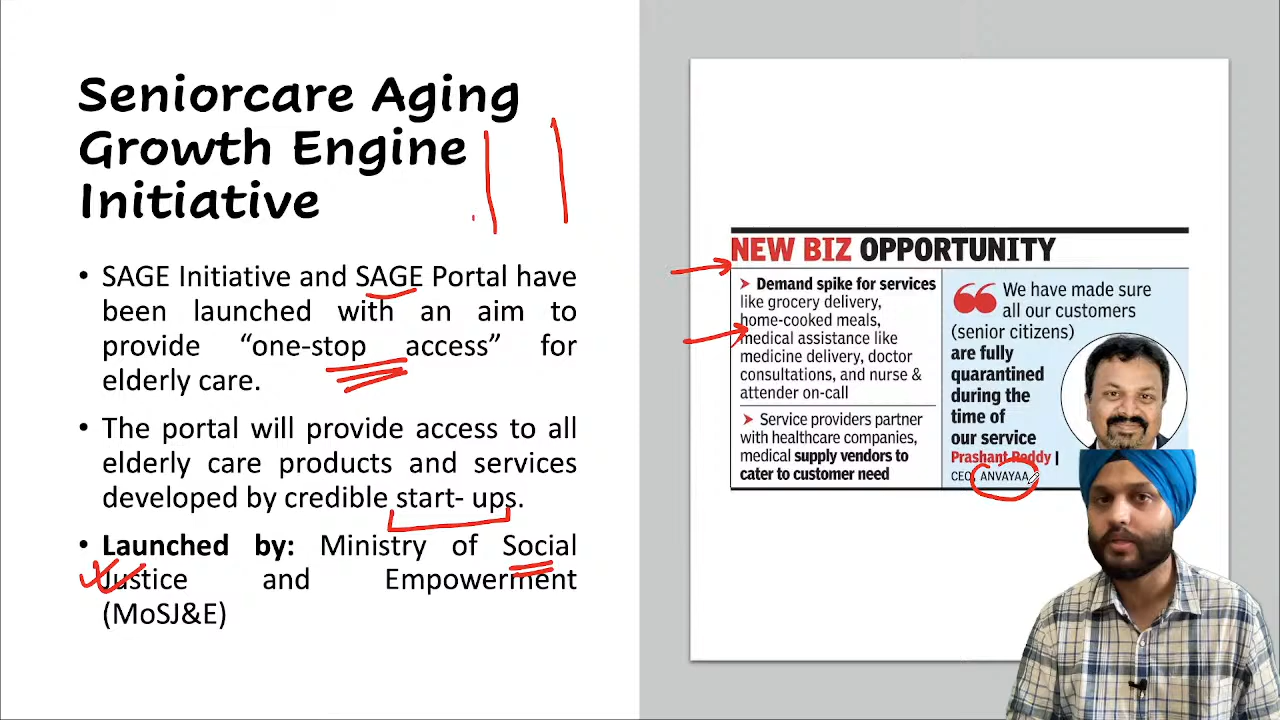 Seniorcare Aging
Growth Engine
Initiative
• SAGE Initiative and SAGE Portal have
been launched with an aim to
provide “one-stop access” for
elderly care.
• The portal will provide access to all
elderly care products and services
developed by credible start- ups.
• Launched by: Ministry of Social
Justice and Empowerment
(MoSJ&E)
NEW BIZ OPPORTUNITY
➤ Demand spike for services
like grocery delivery,
home-cooked meals,
medical assistance like
medicine delivery, doctor
consultations, and nurse &
attender on-call
➤ Service providers partner
with healthcare companies,
medical supply vendors to
cater to customer need
❝ We have made sure
all our customers
(senior citizens)
are fully
quarantined
during the
time of
our service
Prashant Reddy |
CEO, ANVAYAA